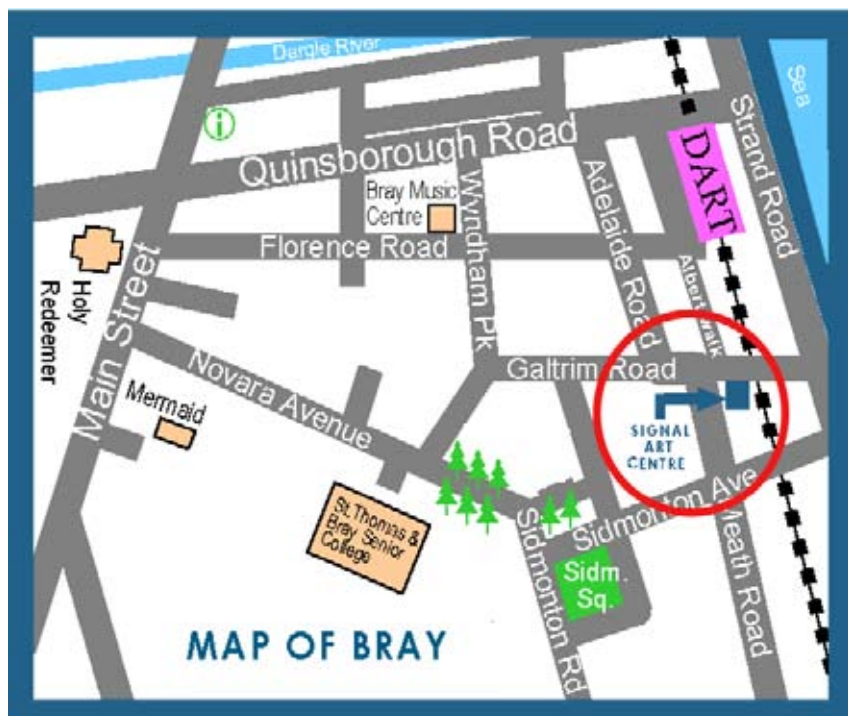 Dargle River
Sea
Strand Road
i
Quinsborough Road
DART
Bray Music
Centre
Wyndham Pk
Adelaide Road
Florence Road
Albert walk
Holy
Redeemer
Main Street
Novara Avenue
Galtrim Road
Mermaid
SIGNAL
ART
CENTRE
St. Thomas &
Bray Senior
College
Sidmonton Ave
Sidmonton Rd
Meath Road
Sidm.
Sq.
MAP OF BRAY